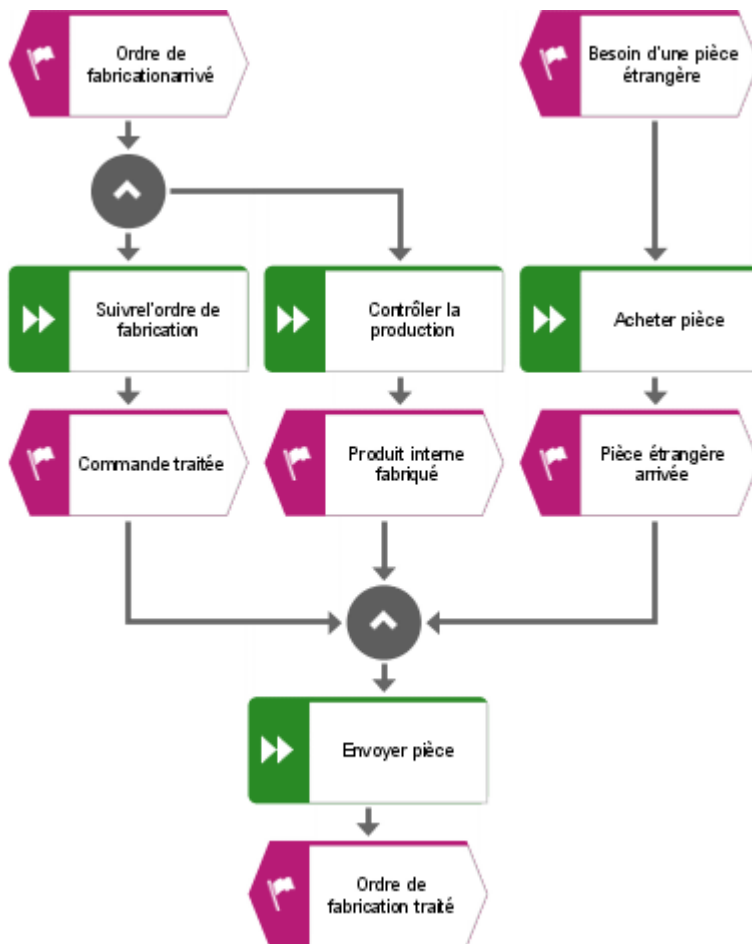 Ordre de
fabricationarrivé
Besoin d'une pièce
étrangère
Suivrel'ordre de
fabrication
Contrôler la
production
Acheter pièce
Commande traitée
Produit interne
fabriqué
Pièce étrangère
arrivée
Envoyer pièce
Ordre de
fabrication traité